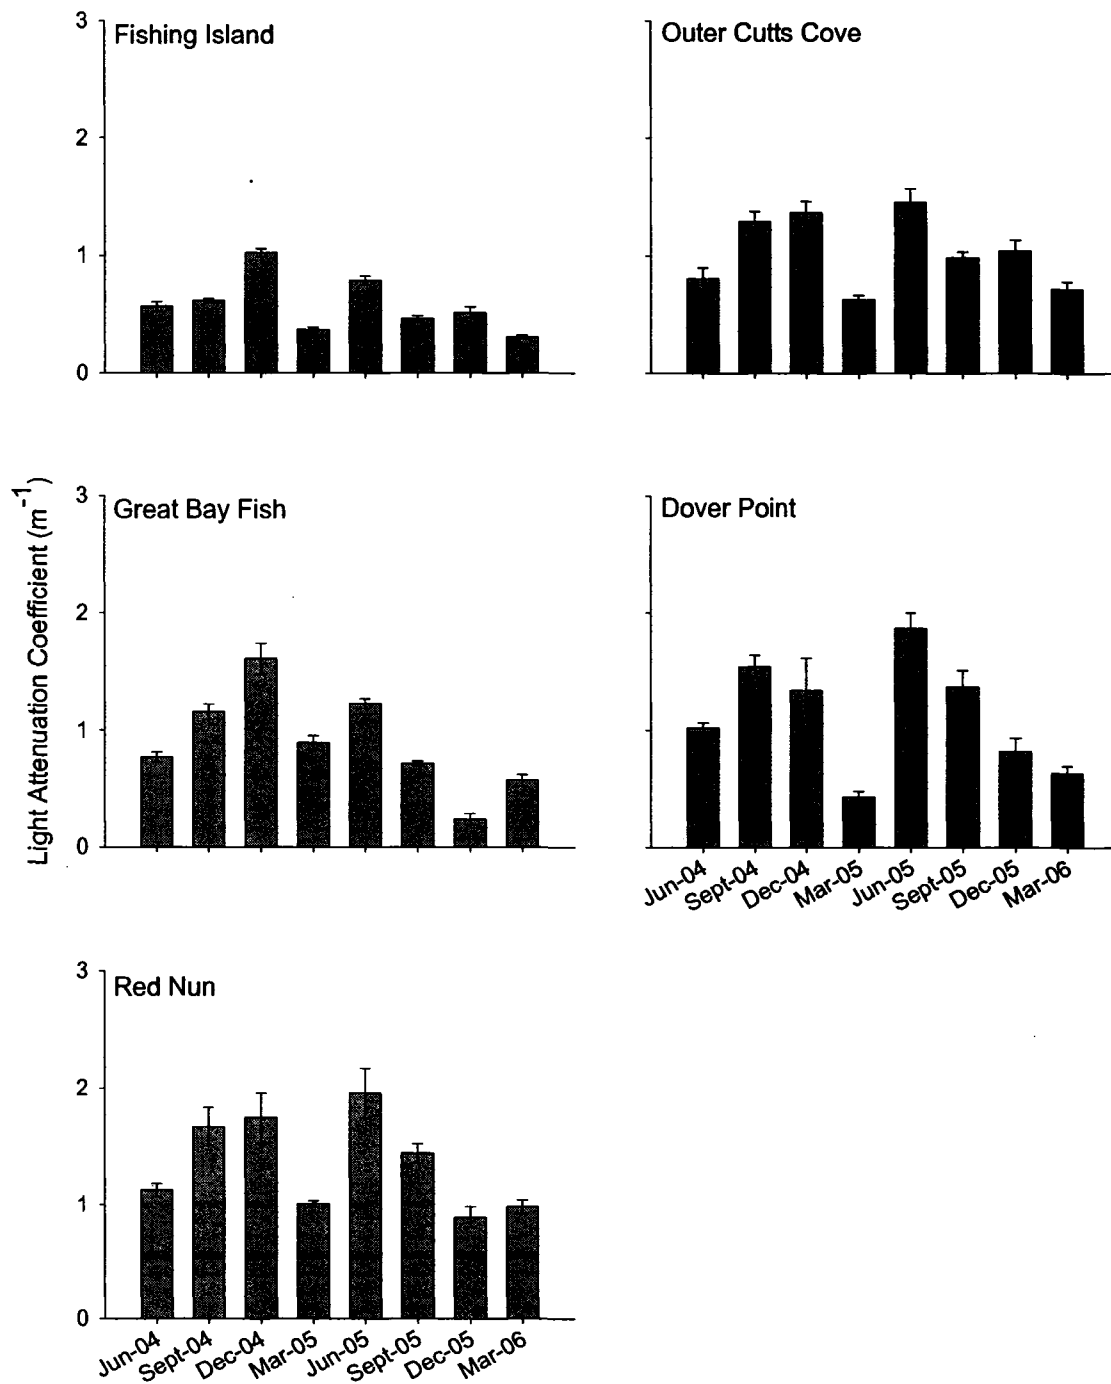 Fishing Island
3
2
1
0
Outer Cutts Cove
Light Attenuation Coefficient (m⁻¹)
Great Bay Fish
3
2
1
0
Dover Point
Jun-04
Sept-04
Dec-04
Mar-05
Jun-05
Sept-05
Dec-05
Mar-06
Red Nun
3
2
1
0
Jun-04
Sept-04
Dec-04
Mar-05
Jun-05
Sept-05
Dec-05
Mar-06